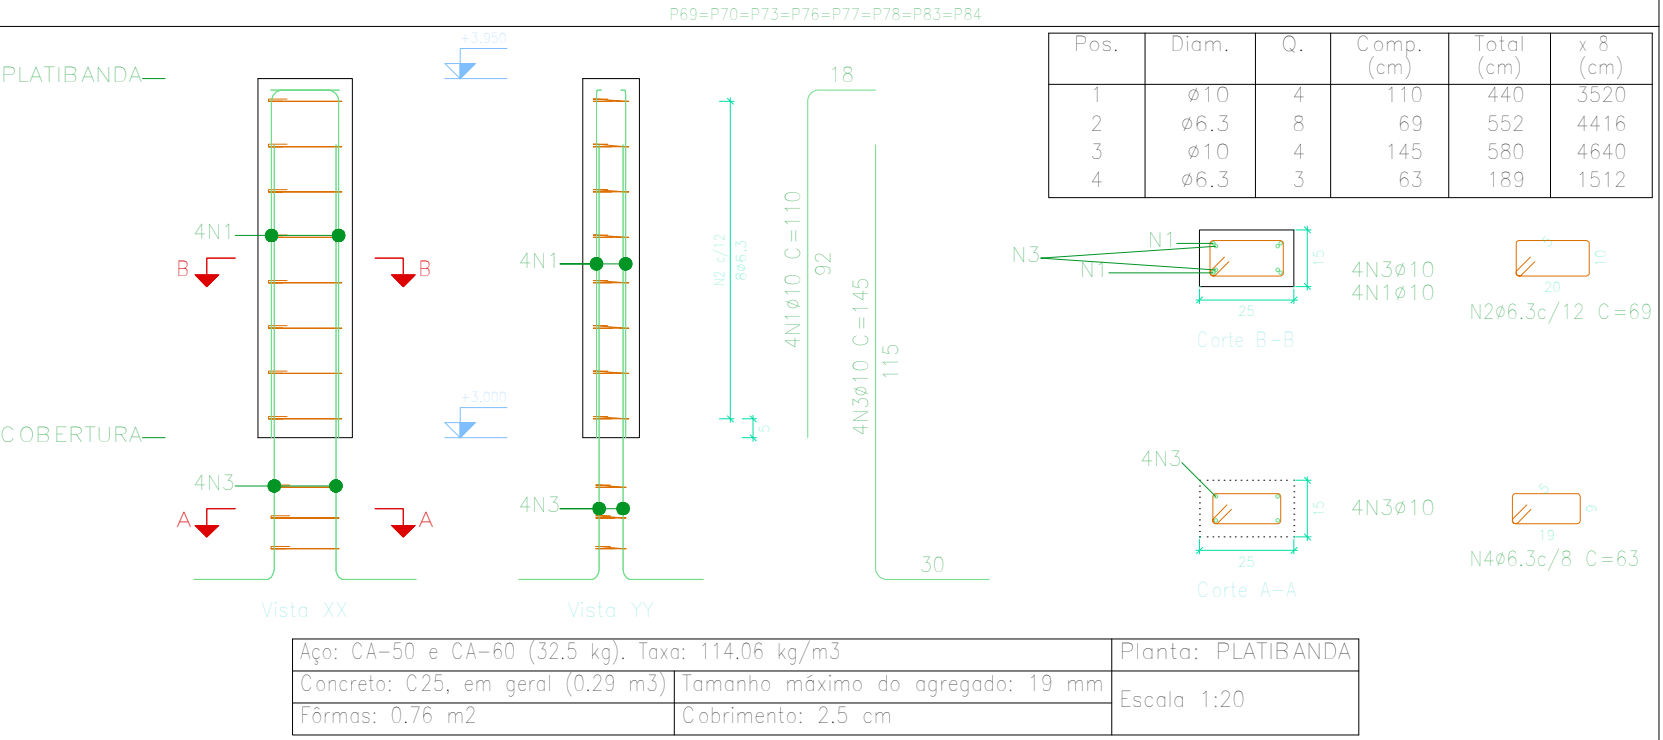 P69=P70=P73=P76=P77=P78=P83=P84
+3,950
PLATIBANDA
4N1
B
B
+3,000
COBERTURA
4N3
A
A
Vista XX
4N1
4N3
Vista YY
N2 c/12
8ø6.3
5
18
4N1ø10 C=110
92
4N3ø10 C=145
115
30
Pos. Diam. Q. Comp. (cm) Total (cm) x 8 (cm)
1 ø10 4 110 440 3520
2 ø6.3 8 69 552 4416
3 ø10 4 145 580 4640
4 ø6.3 3 63 189 1512
N1
N3
N1
15
25
4N3ø10
4N1ø10
Corte B-B
5
10
20
N2ø6.3c/12 C=69
4N3
15
25
4N3ø10
Corte A-A
5
9
19
N4ø6.3c/8 C=63
Aço: CA-50 e CA-60 (32.5 kg). Taxa: 114.06 kg/m3
Planta: PLATIBANDA
Concreto: C25, em geral (0.29 m3)
Tamanho máximo do agregado: 19 mm
Escala 1:20
Fôrmas: 0.76 m2
Cobrimento: 2.5 cm